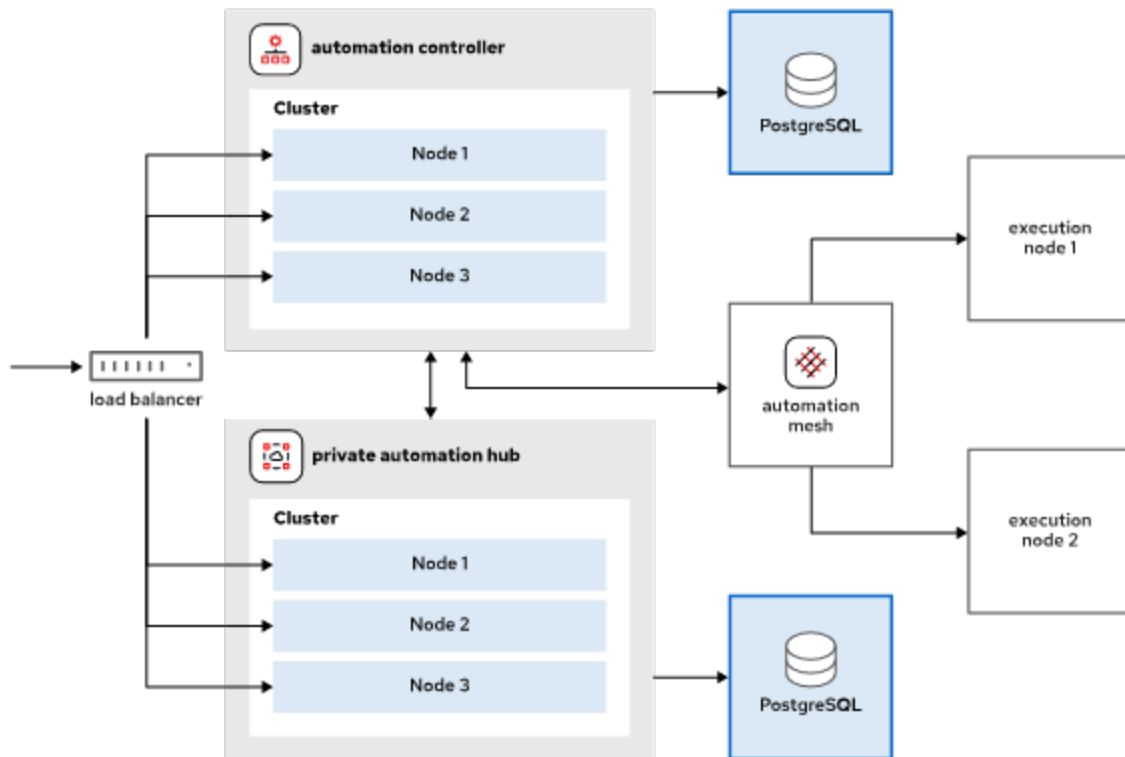 automation controller
Cluster
Node 1
Node 2
Node 3
PostgreSQL
execution
node 1
load balancer
automation
mesh
private automation hub
Cluster
Node 1
Node 2
Node 3
execution
node 2
PostgreSQL